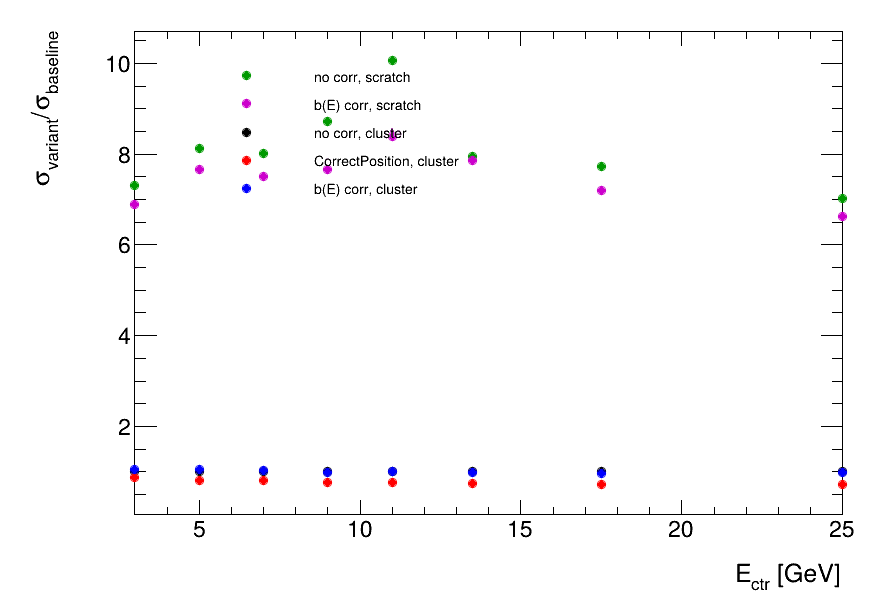 σvariant/σbaseline
10
8
6
4
2
no corr, scratch
b(E) corr, scratch
no corr, cluster
CorrectPosition, cluster
b(E) corr, cluster
5 10 15 20 25
Ectr [GeV]